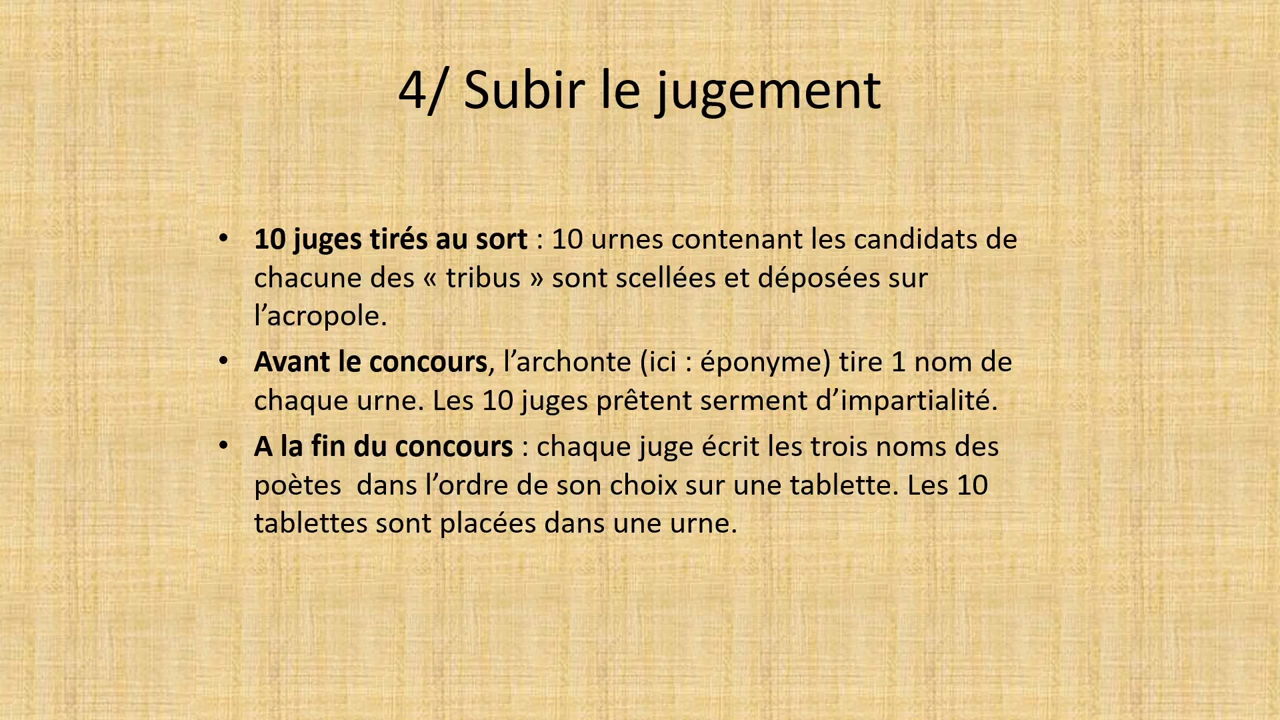 4/ Subir le jugement
• 10 juges tirés au sort : 10 urnes contenant les candidats de
chacune des « tribus » sont scellées et déposées sur
l’acropole.
• Avant le concours, l’archonte (ici : éponyme) tire 1 nom de
chaque urne. Les 10 juges prêtent serment d’impartialité.
• A la fin du concours : chaque juge écrit les trois noms des
poètes  dans l’ordre de son choix sur une tablette. Les 10
tablettes sont placées dans une urne.